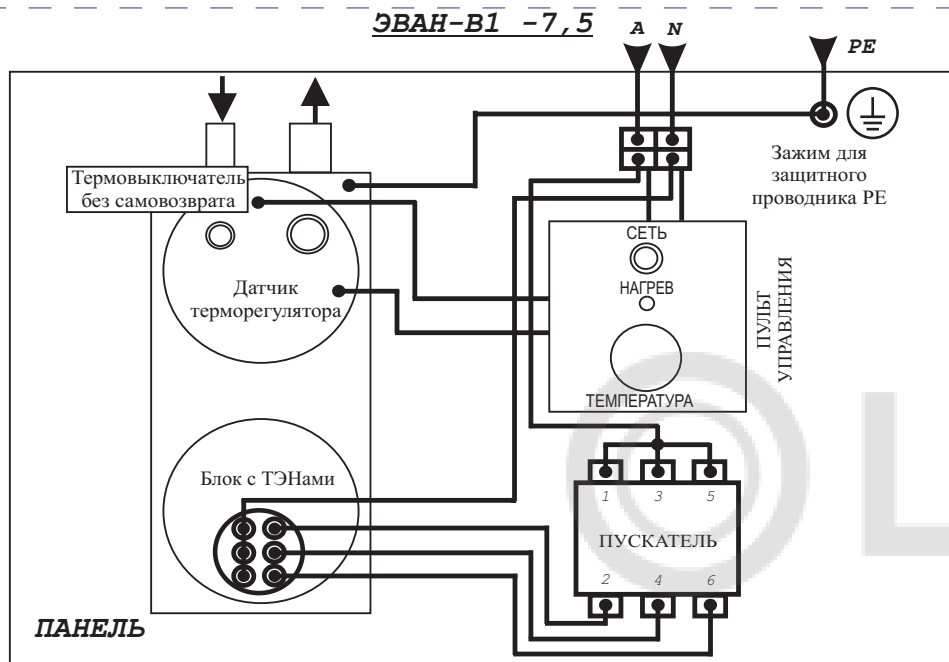 ЭВАН-В1 -7,5
A N
PE
Термовыключатель
без самовозврата
Зажим для
защитного
проводника PE
СЕТЬ
НАГРЕВ
Датчик
терморегулятора
ПУЛЬТ
УПРАВЛЕНИЯ
ТЕМПЕРАТУРА
Блок с ТЭНами
1 3 5
ПУСКАТЕЛЬ
2 4 6
ПАНЕЛЬ
L